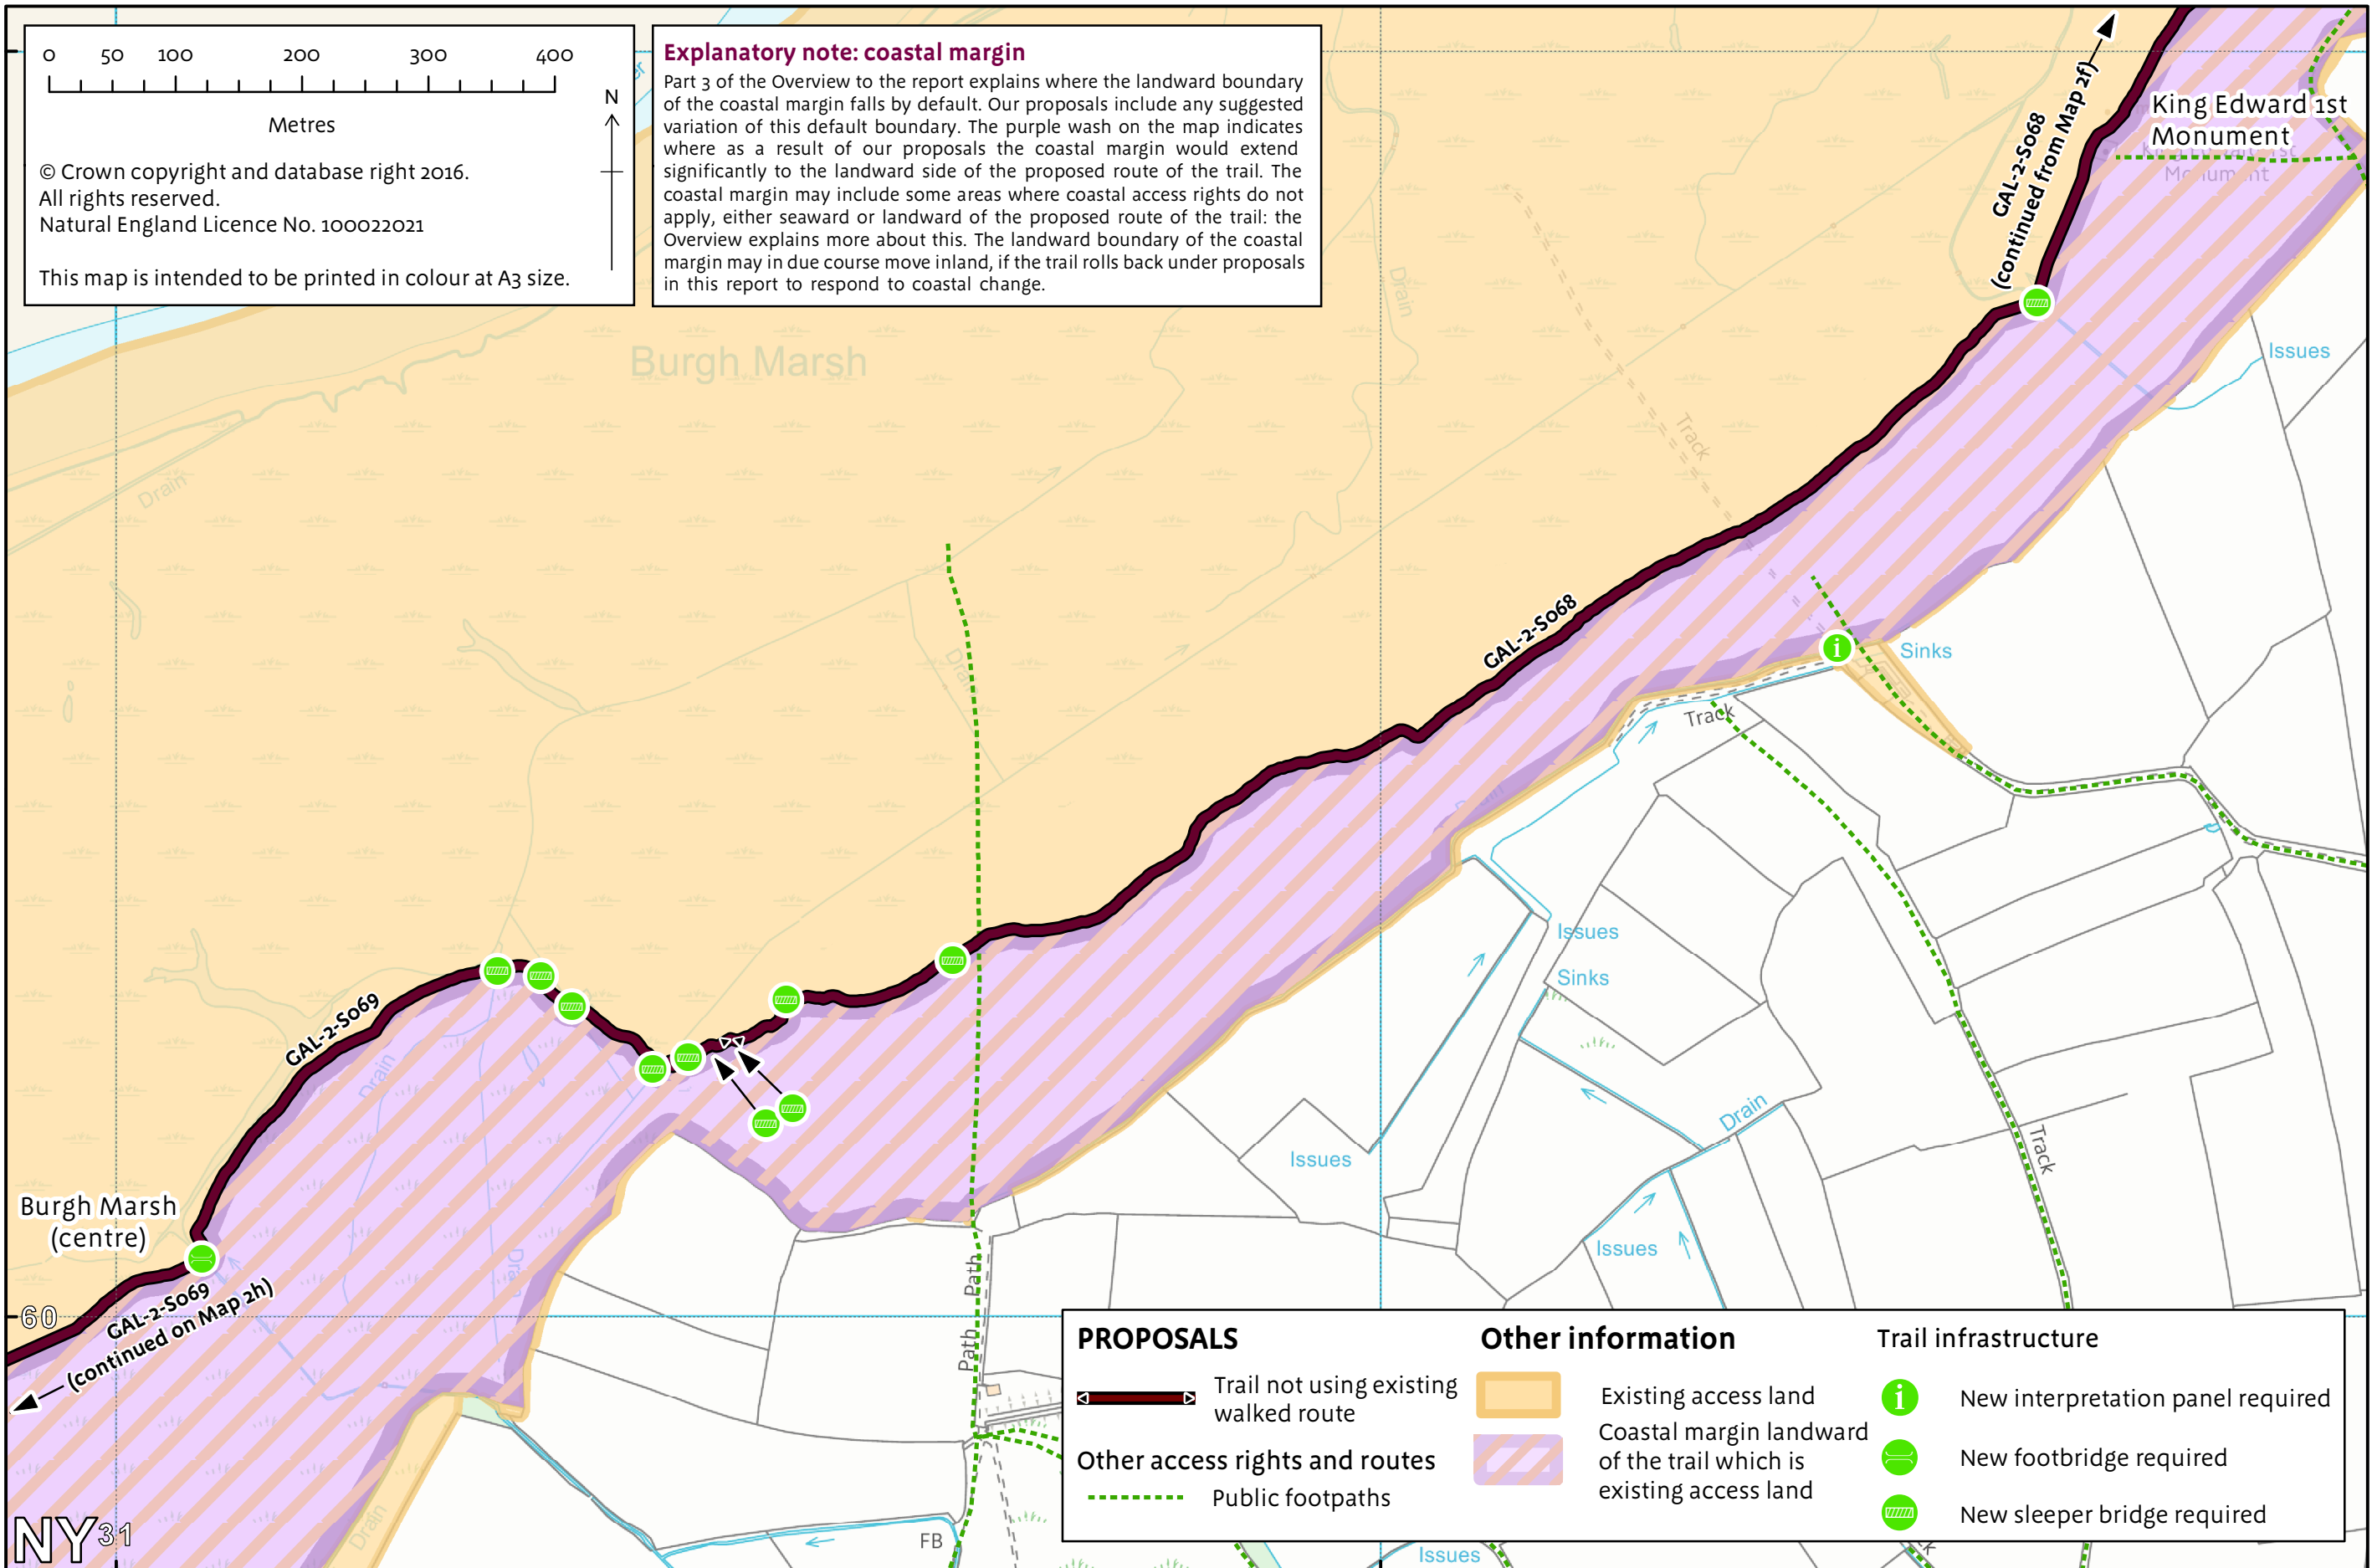 0 50 100 200 300 400
Metres
N
© Crown copyright and database right 2016.
All rights reserved.
Natural England Licence No. 100022021
This map is intended to be printed in colour at A3 size.
Explanatory note: coastal margin
Part 3 of the Overview to the report explains where the landward boundary
of the coastal margin falls by default. Our proposals include any suggested
variation of this default boundary. The purple wash on the map indicates
where as a result of our proposals the coastal margin would extend
significantly to the landward side of the proposed route of the trail. The
coastal margin may include some areas where coastal access rights do not
apply, either seaward or landward of the proposed route of the trail: the
Overview explains more about this. The landward boundary of the coastal
margin may in due course move inland, if the trail rolls back under proposals
in this report to respond to coastal change.
GAL-2-S068
(continued from Map 2f)
King Edward 1st
Monument
King Edward 1st
Monument
Burgh Marsh
Drain
Issues
Track
Drain
GAL-2-S068
Sinks
Drain
Track
Drain
Issues
Sinks
GAL-2-S069
Drain
Drain
Issues
Track
Burgh Marsh
(centre)
Issues
Drain
Path
Path
GAL-2-S069
(continued on Map 2h)
60
Drain
FB
Issues
NY 31
PROPOSALS
Trail not using existing
walked route
Other access rights and routes
Public footpaths
Other information
Existing access land
Coastal margin landward
of the trail which is
existing access land
Trail infrastructure
i New interpretation panel required
New footbridge required
New sleeper bridge required